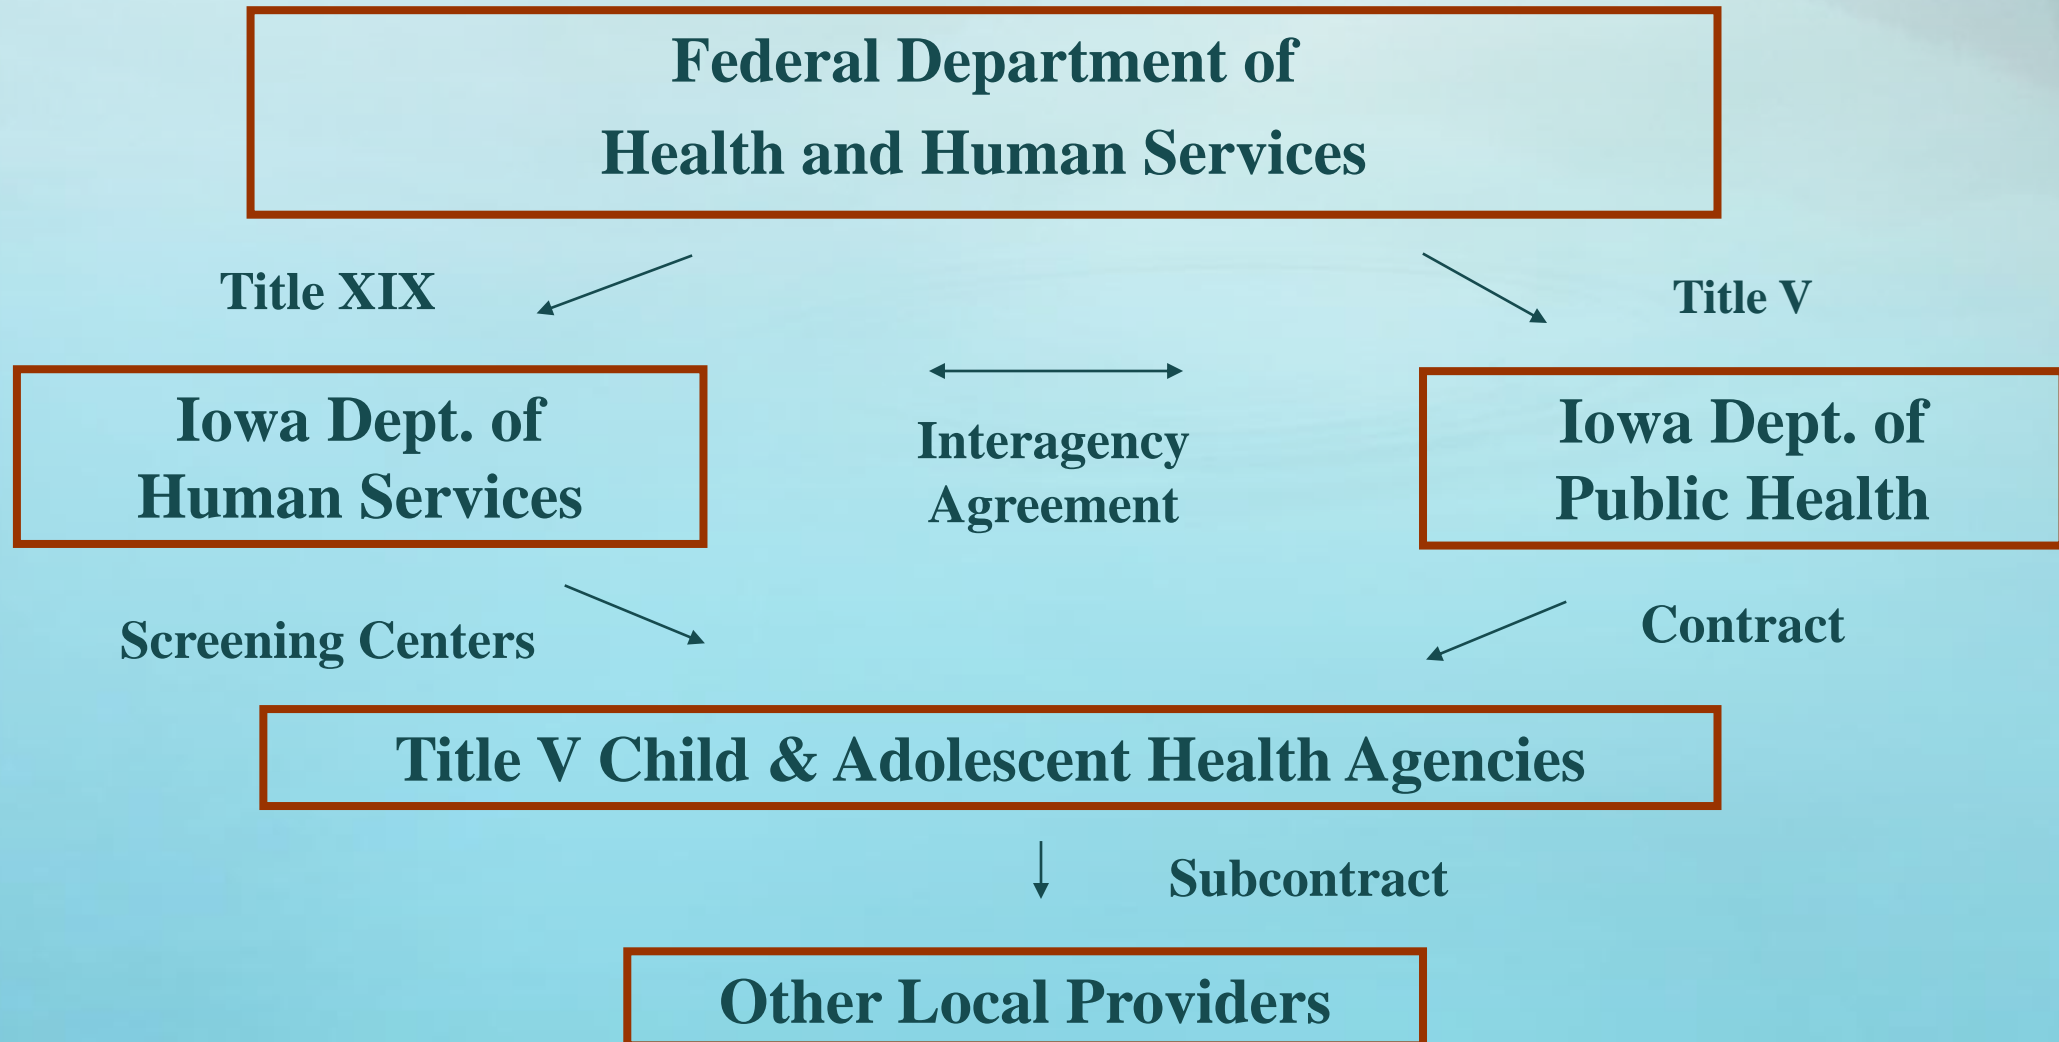 Federal Department of
Health and Human Services
Title XIX
Title V
Iowa Dept. of
Human Services
Interagency
Agreement
Iowa Dept. of
Public Health
Screening Centers
Contract
Title V Child & Adolescent Health Agencies
Subcontract
Other Local Providers